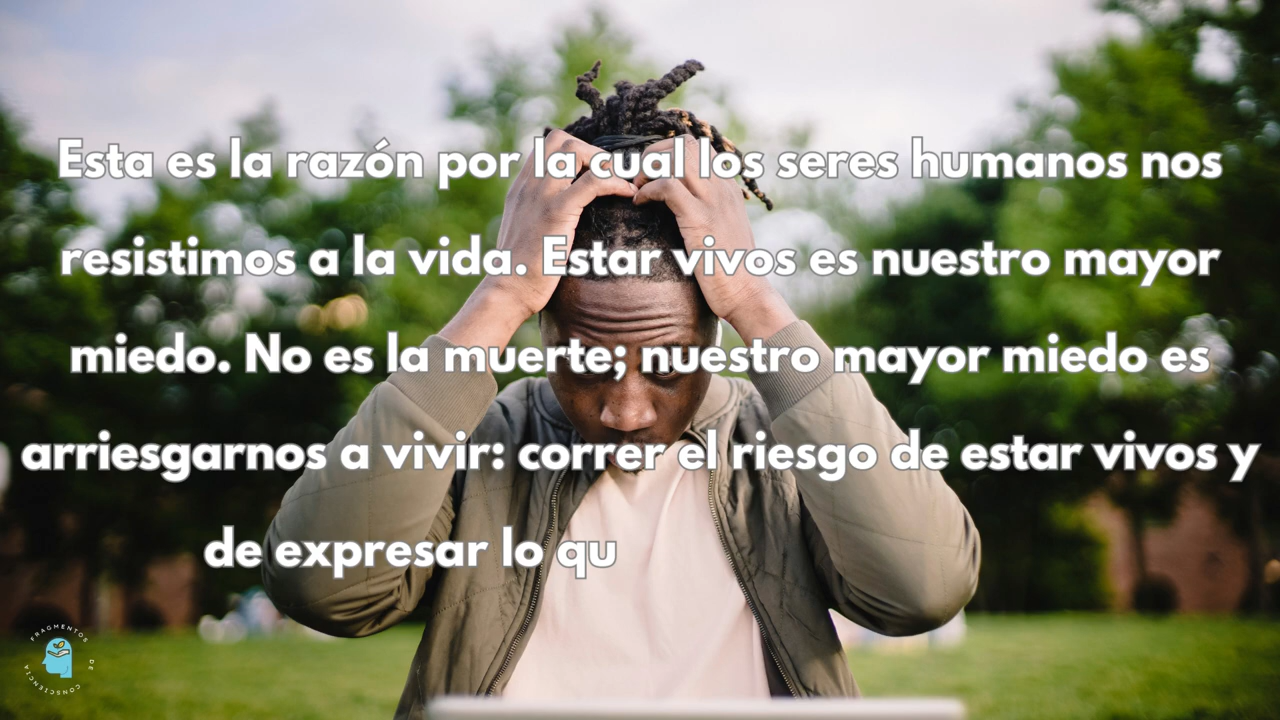 Esta es la razón por la cual los seres humanos nos
resistimos a la vida. Estar vivos es nuestro mayor
miedo. No es la muerte; nuestro mayor miedo es
arriesgarnos a vivir: correr el riesgo de estar vivos y
de expresar lo qu
FRAGMENTOS DE CONSCIENCIA